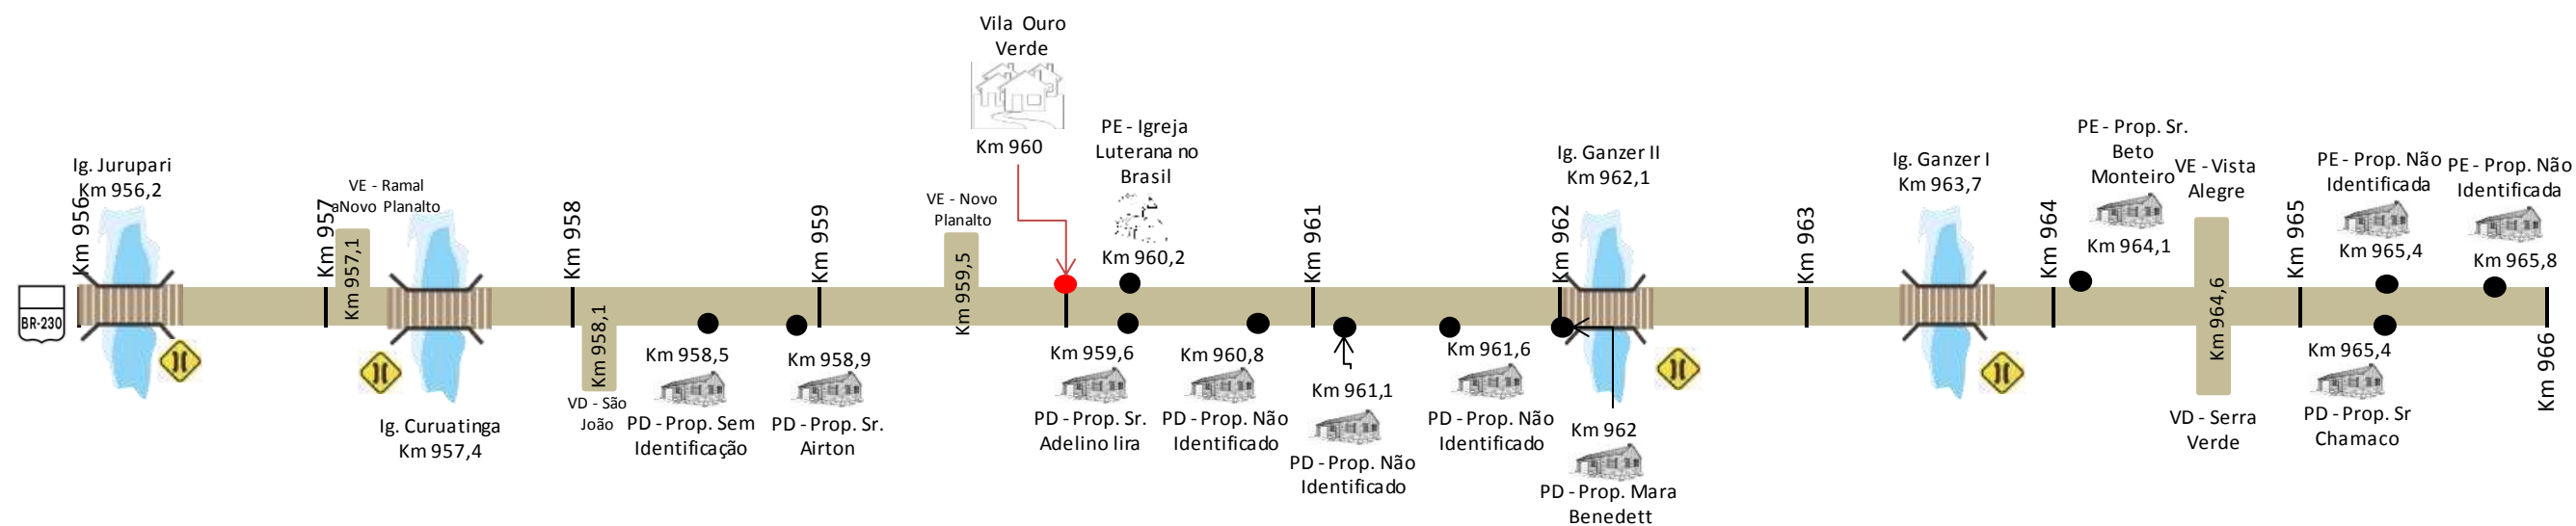 BR-230
Km 956
Ig. Jurupari
Km 956,2
Km 957
VE - Ramal
aNovo Planalto
Km 957,1
Ig. Curuatinga
Km 957,4
Km 958
Km 958,1
VD - São
João
Km 958,5
PD - Prop. Sem
Identificação
Km 958,9
PD - Prop. Sr.
Airton
Km 959
VE - Novo
Planalto
Km 959,5
Vila Ouro
Verde
Km 960
Km 959,6
PD - Prop. Sr.
Adelino lira
PE - Igreja
Luterana no
Brasil
Km 960,2
Km 960,8
PD - Prop. Não
Identificado
Km 961
Km 961,1
PD - Prop. Não
Identificado
Km 961,6
PD - Prop. Não
Identificado
Km 962
Km 962
PD - Prop. Mara
Benedett
Ig. Ganzer II
Km 962,1
Km 963
Ig. Ganzer I
Km 963,7
Km 964
PE - Prop. Sr.
Beto
Monteiro
Km 964,1
VE - Vista
Alegre
Km 964,6
VD - Serra
Verde
Km 965
PE - Prop. Não
Identificada
Km 965,4
Km 965,4
PD - Prop. Sr
Chamaco
PE - Prop. Não
Identificada
Km 965,8
Km 966